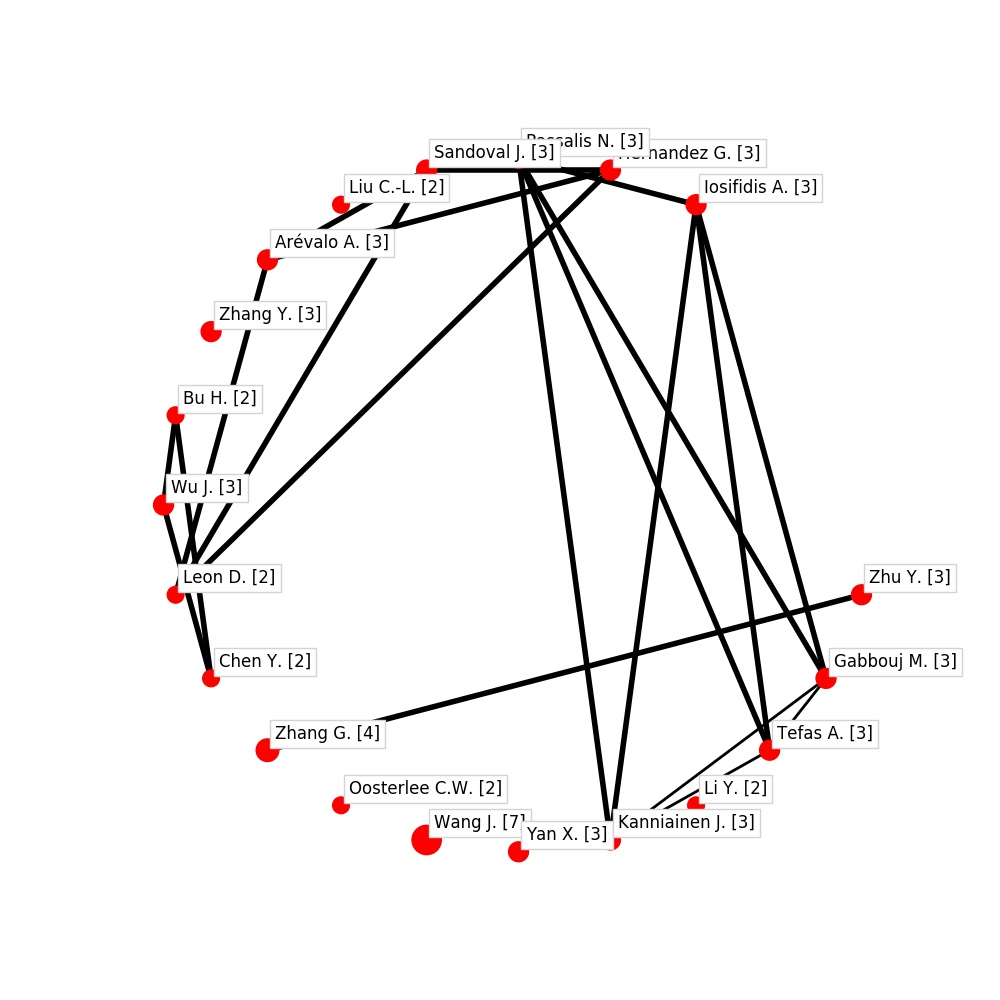 Passalis N. [3]
Sandoval J. [3]
Hernandez G. [3]
Liu C.-L. [2]
Iosifidis A. [3]
Arévalo A. [3]
Zhang Y. [3]
Bu H. [2]
Wu J. [3]
Leon D. [2]
Zhu Y. [3]
Chen Y. [2]
Gabbouj M. [3]
Zhang G. [4]
Tefas A. [3]
Oosterlee C.W. [2]
Li Y. [2]
Wang J. [7]
Yan X. [3]
Kanniainen J. [3]